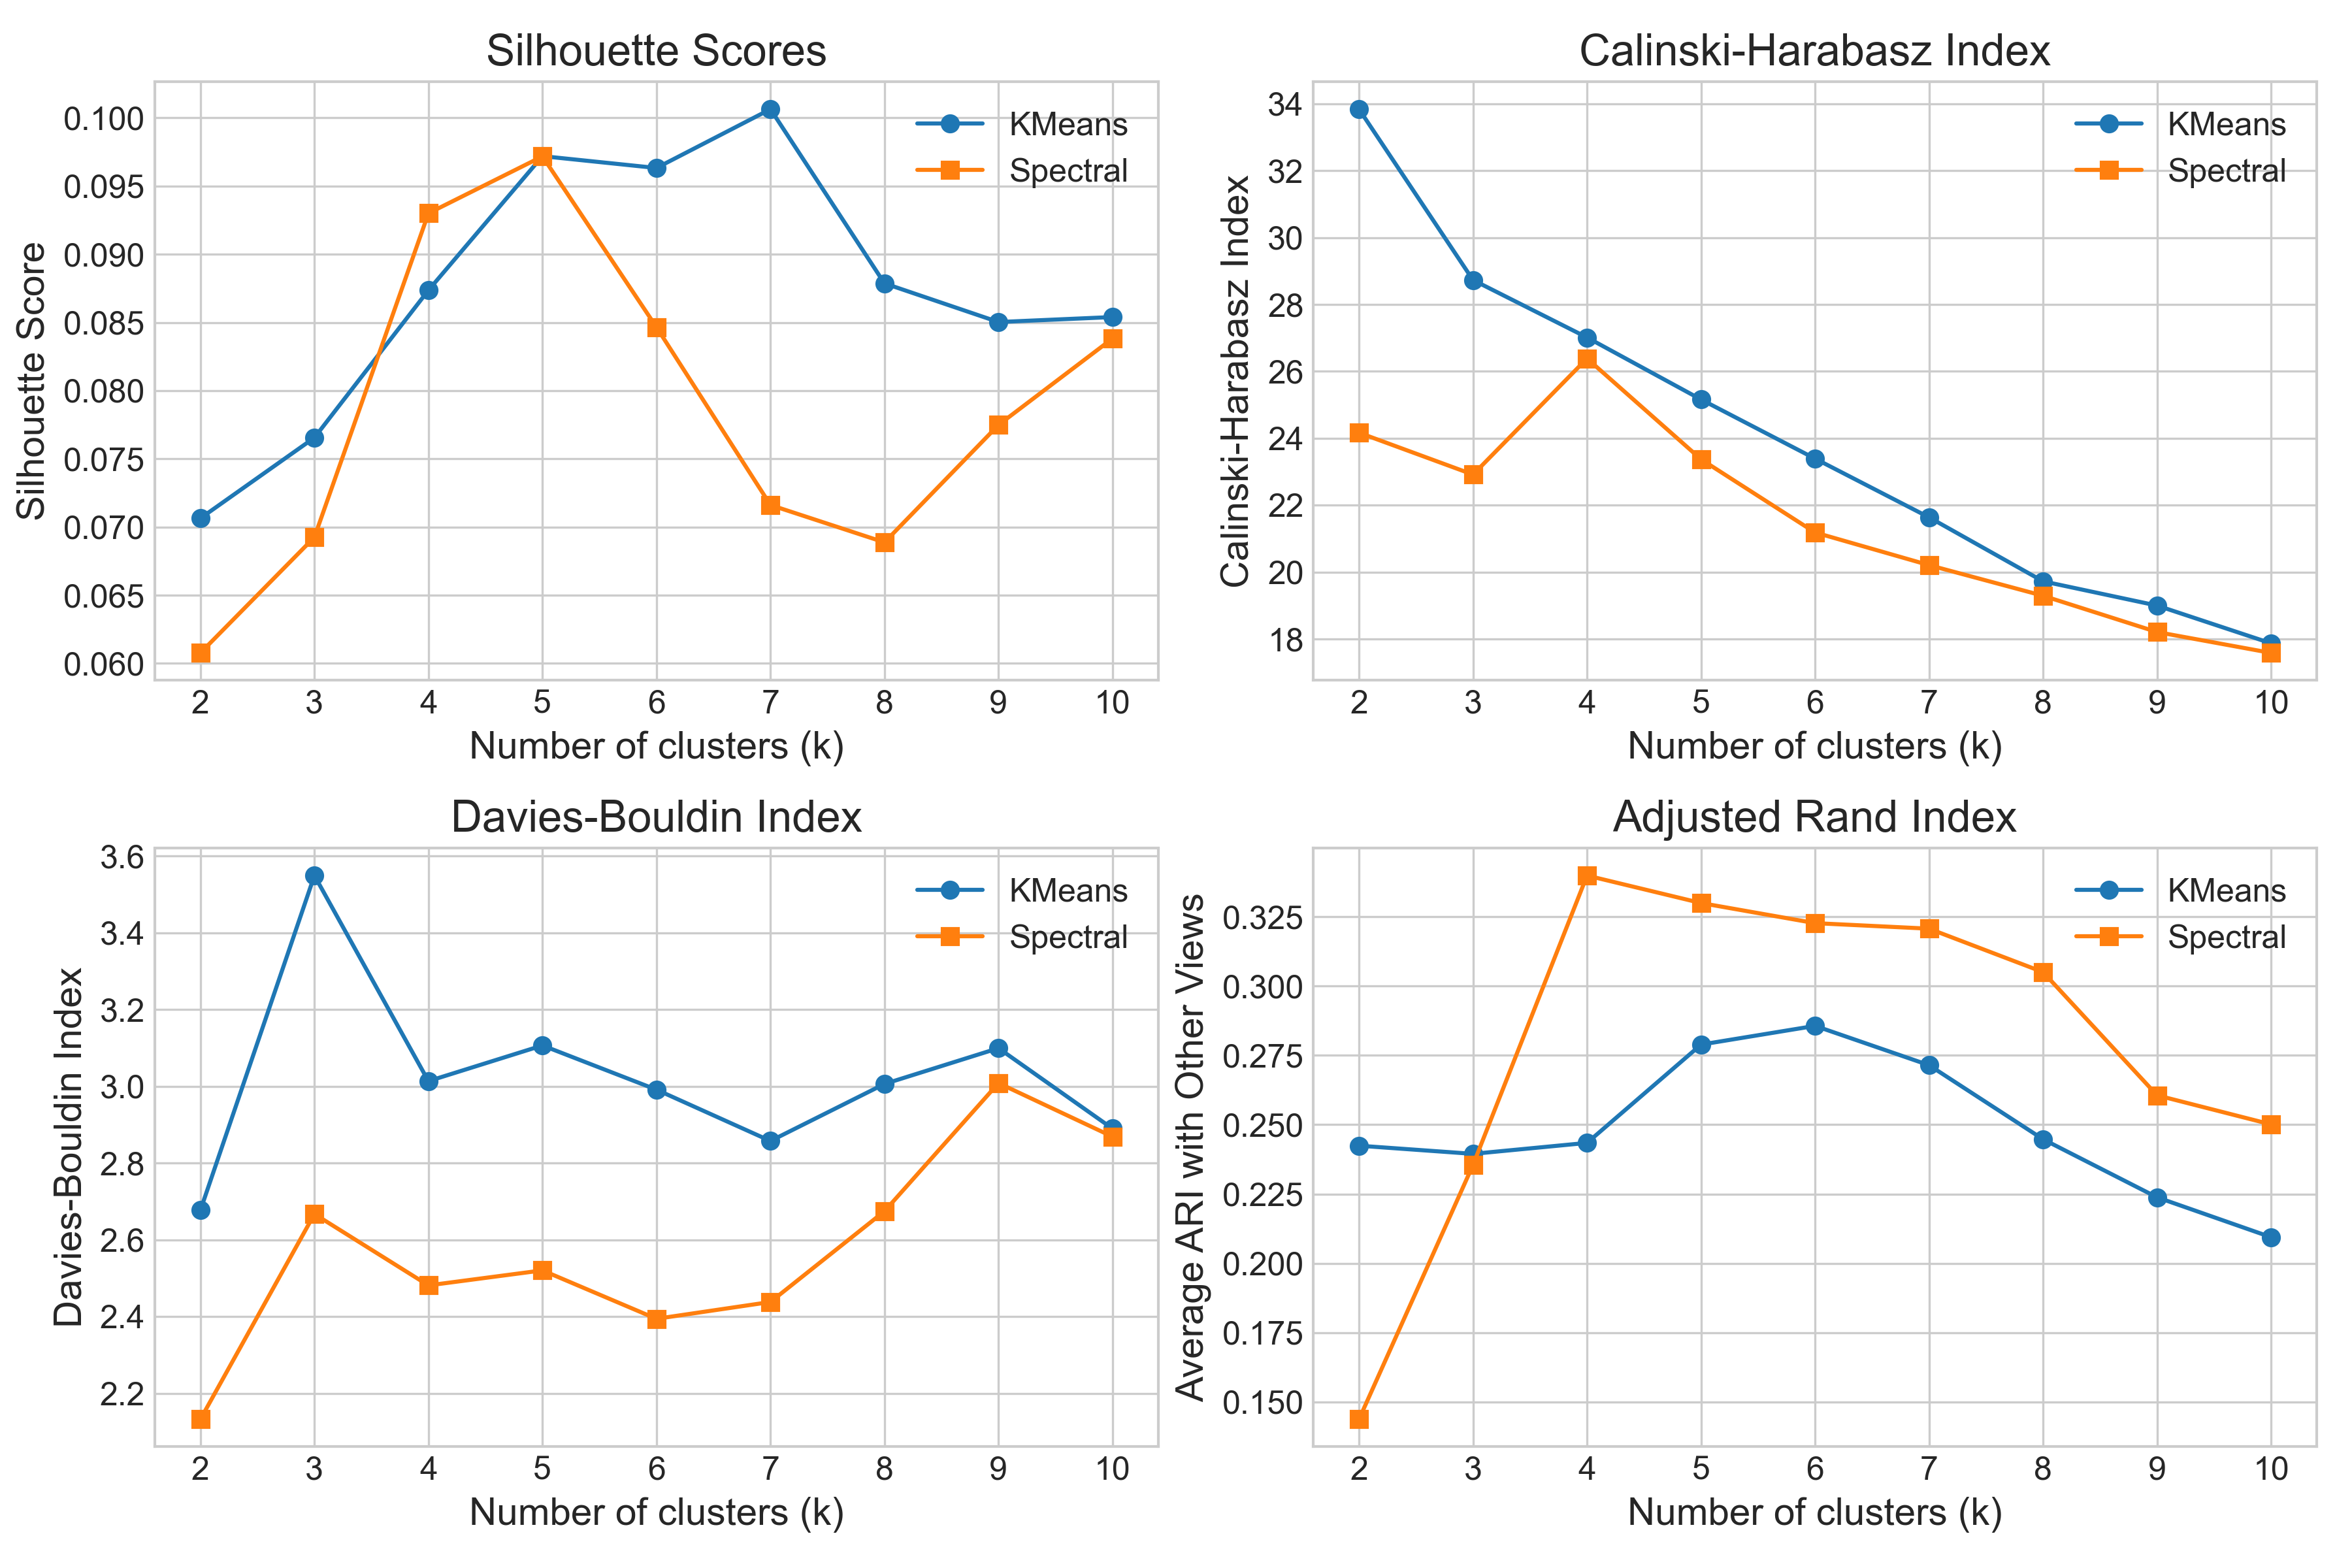 Silhouette Scores
Silhouette Score
0.100
0.095
0.090
0.085
0.080
0.075
0.070
0.065
0.060
KMeans
Spectral
2 3 4 5 6 7 8 9 10
Number of clusters (k)
Calinski-Harabasz Index
Calinski-Harabasz Index
34
32
30
28
26
24
22
20
18
KMeans
Spectral
2 3 4 5 6 7 8 9 10
Number of clusters (k)
Davies-Bouldin Index
Davies-Bouldin Index
3.6
3.4
3.2
3.0
2.8
2.6
2.4
2.2
KMeans
Spectral
2 3 4 5 6 7 8 9 10
Number of clusters (k)
Adjusted Rand Index
Average ARI with Other Views
0.325
0.300
0.275
0.250
0.225
0.200
0.175
0.150
KMeans
Spectral
2 3 4 5 6 7 8 9 10
Number of clusters (k)